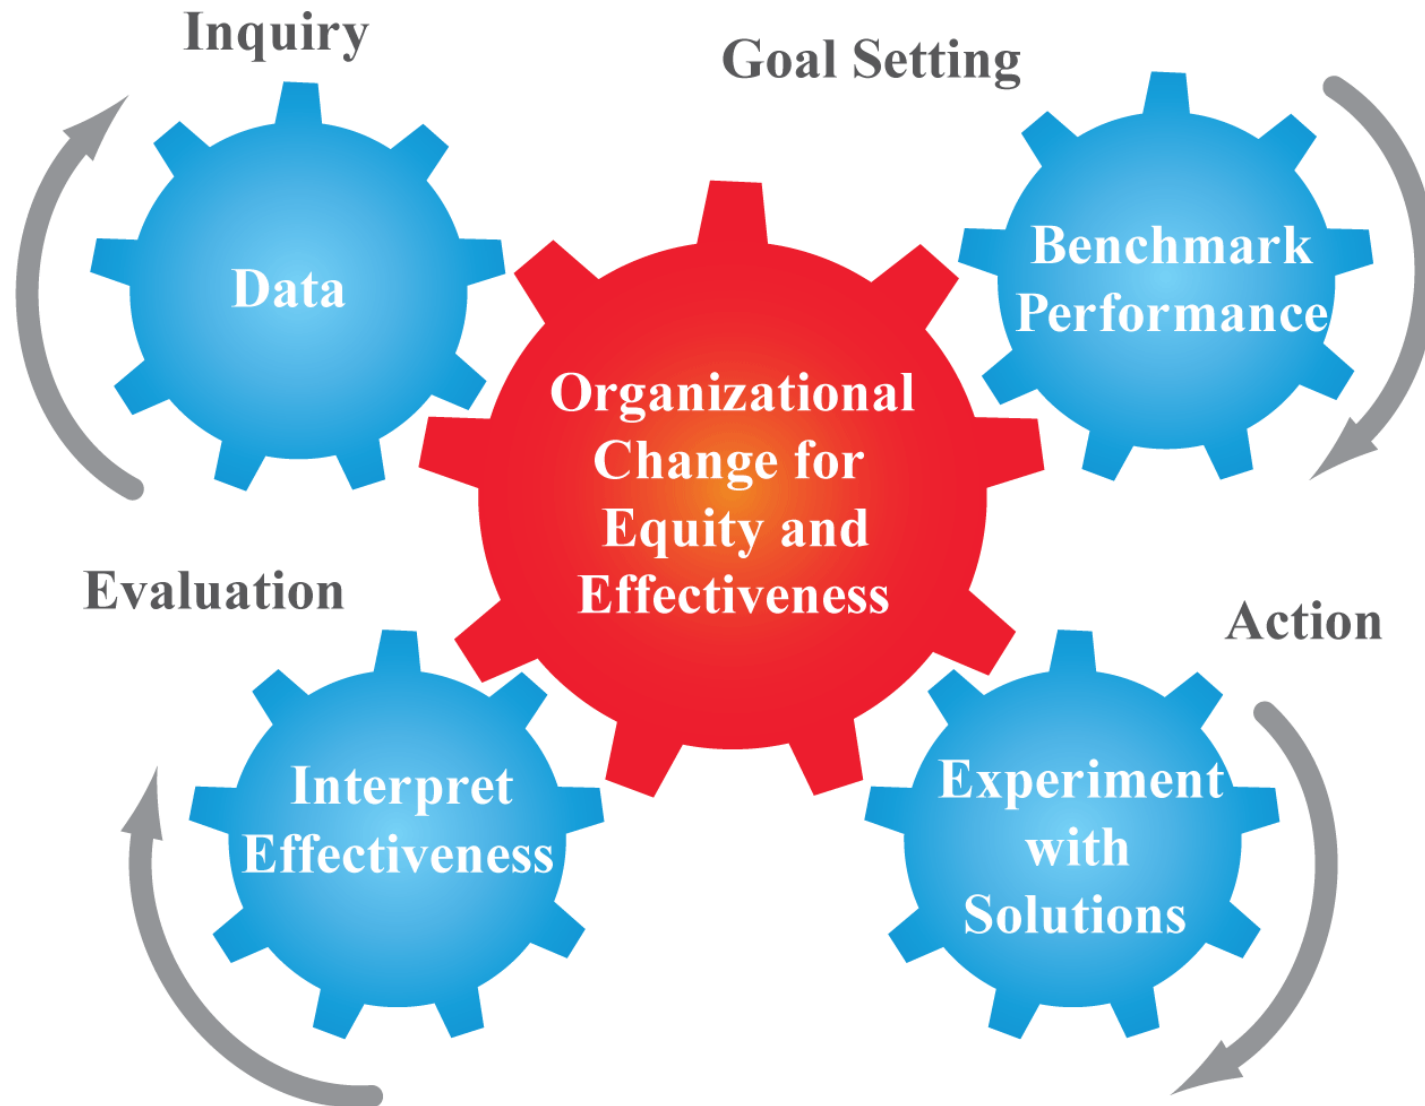 Inquiry
Goal Setting
Data
Benchmark
Performance
Organizational
Change for
Equity and
Effectiveness
Evaluation
Action
Interpret
Effectiveness
Experiment
with
Solutions